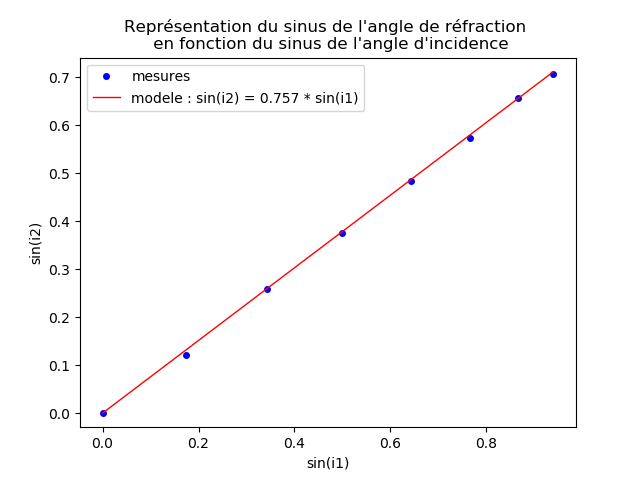 Représentation du sinus de l'angle de réfraction
en fonction du sinus de l'angle d'incidence
mesures
modele : sin(i2) = 0.757 * sin(i1)
0.7
0.6
0.5
0.4
0.3
0.2
0.1
0.0
sin(i2)
0.0 0.2 0.4 0.6 0.8
sin(i1)